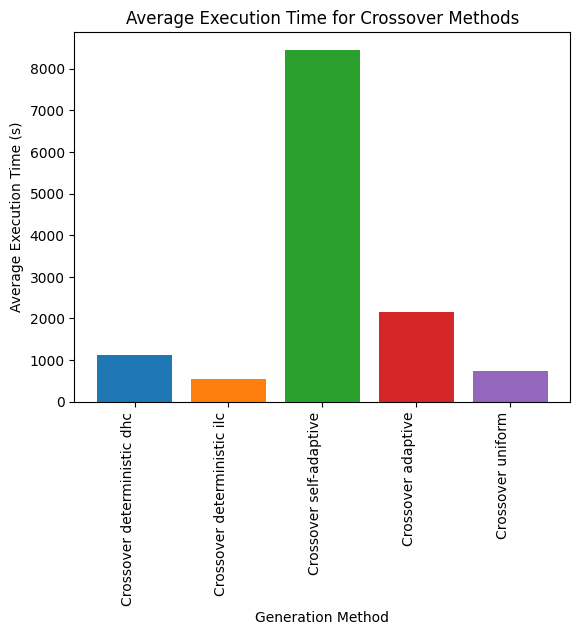 Average Execution Time for Crossover Methods
Average Execution Time (s)
8000
7000
6000
5000
4000
3000
2000
1000
0
Crossover deterministic dhc
Crossover deterministic ilc
Crossover self-adaptive
Crossover adaptive
Crossover uniform
Generation Method